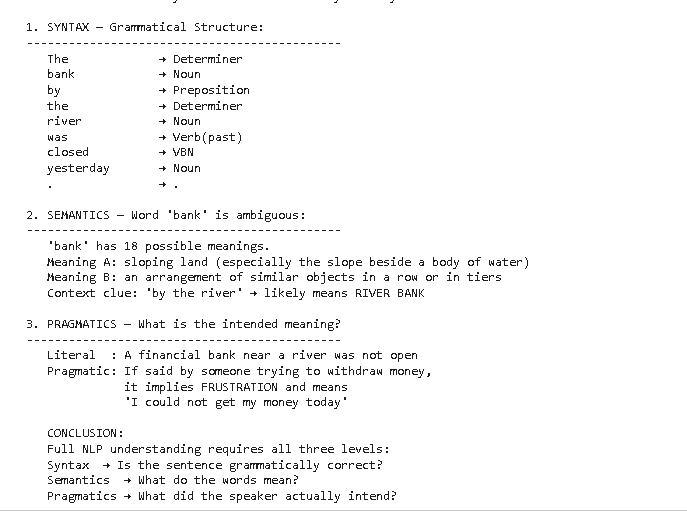 1. SYNTAX — Grammatical Structure:
-----------------------------------------
The → Determiner
bank → Noun
by → Preposition
the → Determiner
river → Noun
was → Verb(past)
closed → VBN
yesterday → Noun
. → .
2. SEMANTICS — Word 'bank' is ambiguous:
-----------------------------------------
'bank' has 18 possible meanings.
Meaning A: sloping land (especially the slope beside a body of water)
Meaning B: an arrangement of similar objects in a row or in tiers
Context clue: 'by the river' → likely means RIVER BANK
3. PRAGMATICS — What is the intended meaning?
-----------------------------------------
Literal : A financial bank near a river was not open
Pragmatic: If said by someone trying to withdraw money,
it implies FRUSTRATION and means
'I could not get my money today'
CONCLUSION:
Full NLP understanding requires all three levels:
Syntax → Is the sentence grammatically correct?
Semantics → What do the words mean?
Pragmatics → What did the speaker actually intend?